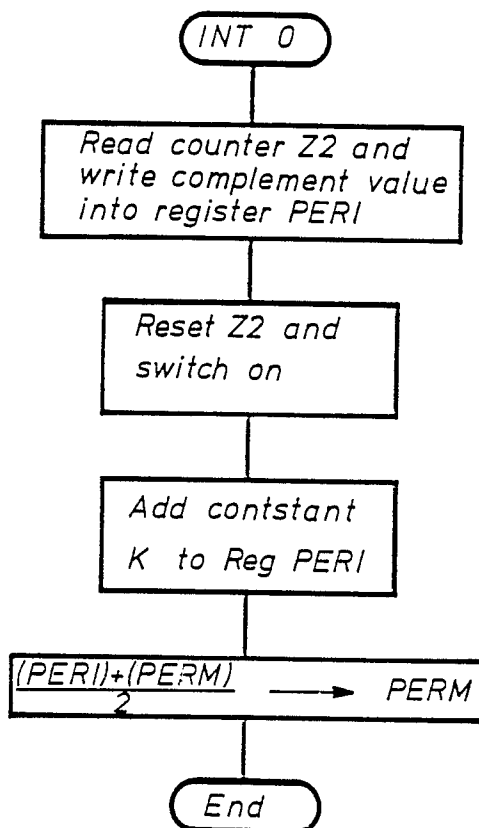 INT 0
Read counter Z2 and
write complement value
into register PERI
Reset Z2 and
switch on
Add contstant
K to Reg PERI
(PERI)+(PERM)
2 → PERM
End